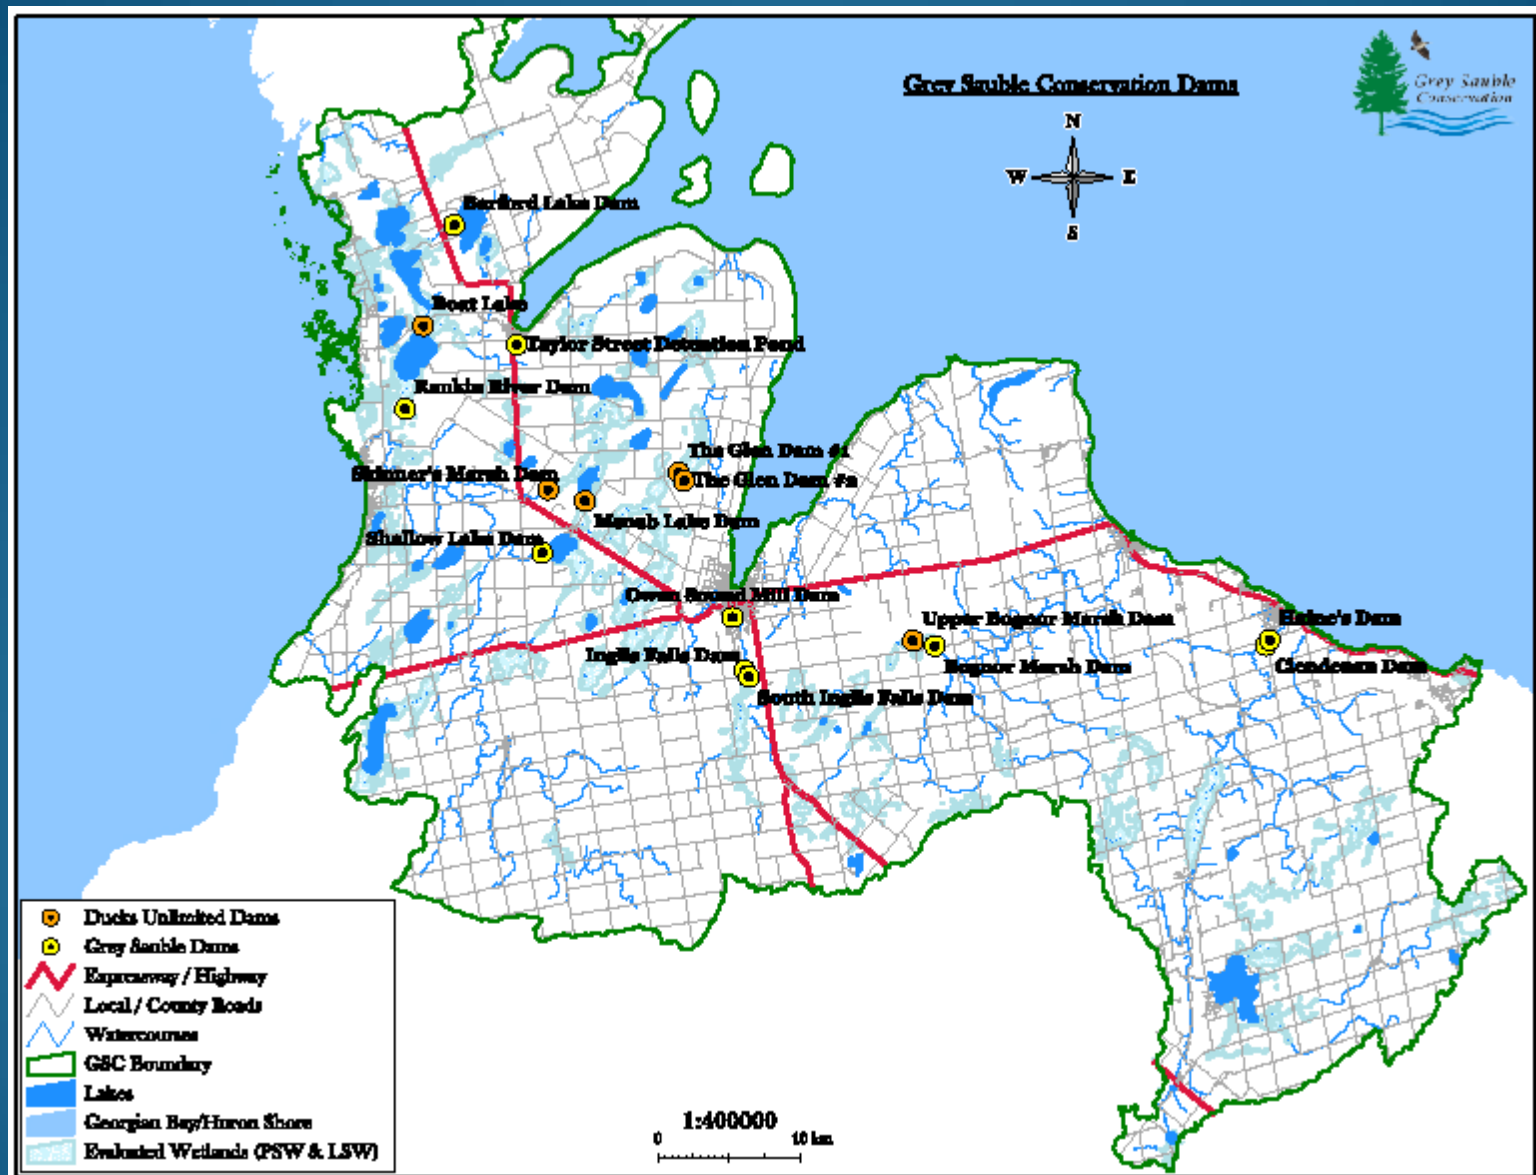 Grey Sauble Conservation Dams
Grey Sauble
Conservation
N
W
E
S
Boat Lake
Taylor Street Detention Pond
Rankin River Dam
The Glen Dam #1
The Glen Dam #2
Skinner's Marsh Dam
Shallow Lake Dam
Owen Sound Mill Dam
Upper Bognor Marsh Dam
Haines's Dam
Inglis Falls Dam
Bognor Marsh Dam
Clendenan Dam
South Inglis Falls Dam
Ducks Unlimited Dams
Grey Sauble Dams
Expressway / Highway
Local / County Roads
Watercourses
GSC Boundary
Lakes
Georgian Bay/Huron Shore
Evaluated Wetlands (PSW & LSW)
1:400000
0
10 km